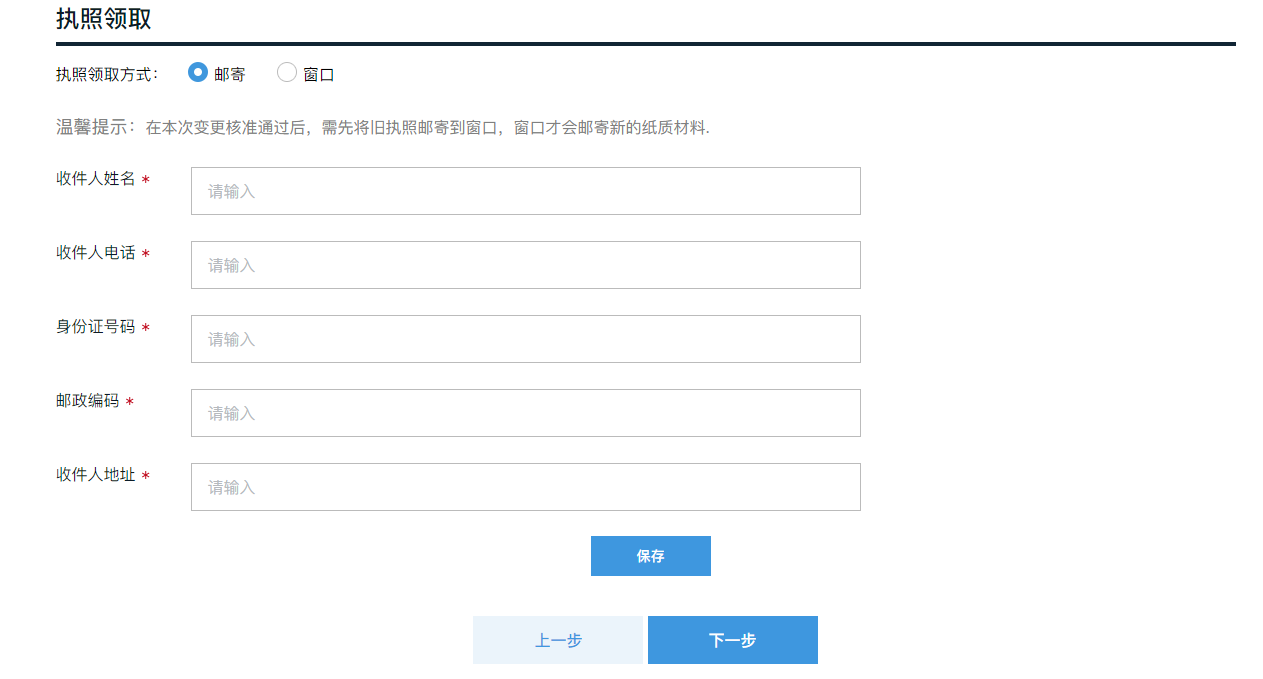 执照领取
执照领取方式： 邮寄 窗口
温馨提示：在本次变更核准通过后，需先将旧执照邮寄到窗口，窗口才会邮寄新的纸质材料.
收件人姓名 * 请输入
收件人电话 * 请输入
身份证号码 * 请输入
邮政编码 * 请输入
收件人地址 * 请输入
保存
上一步 下一步